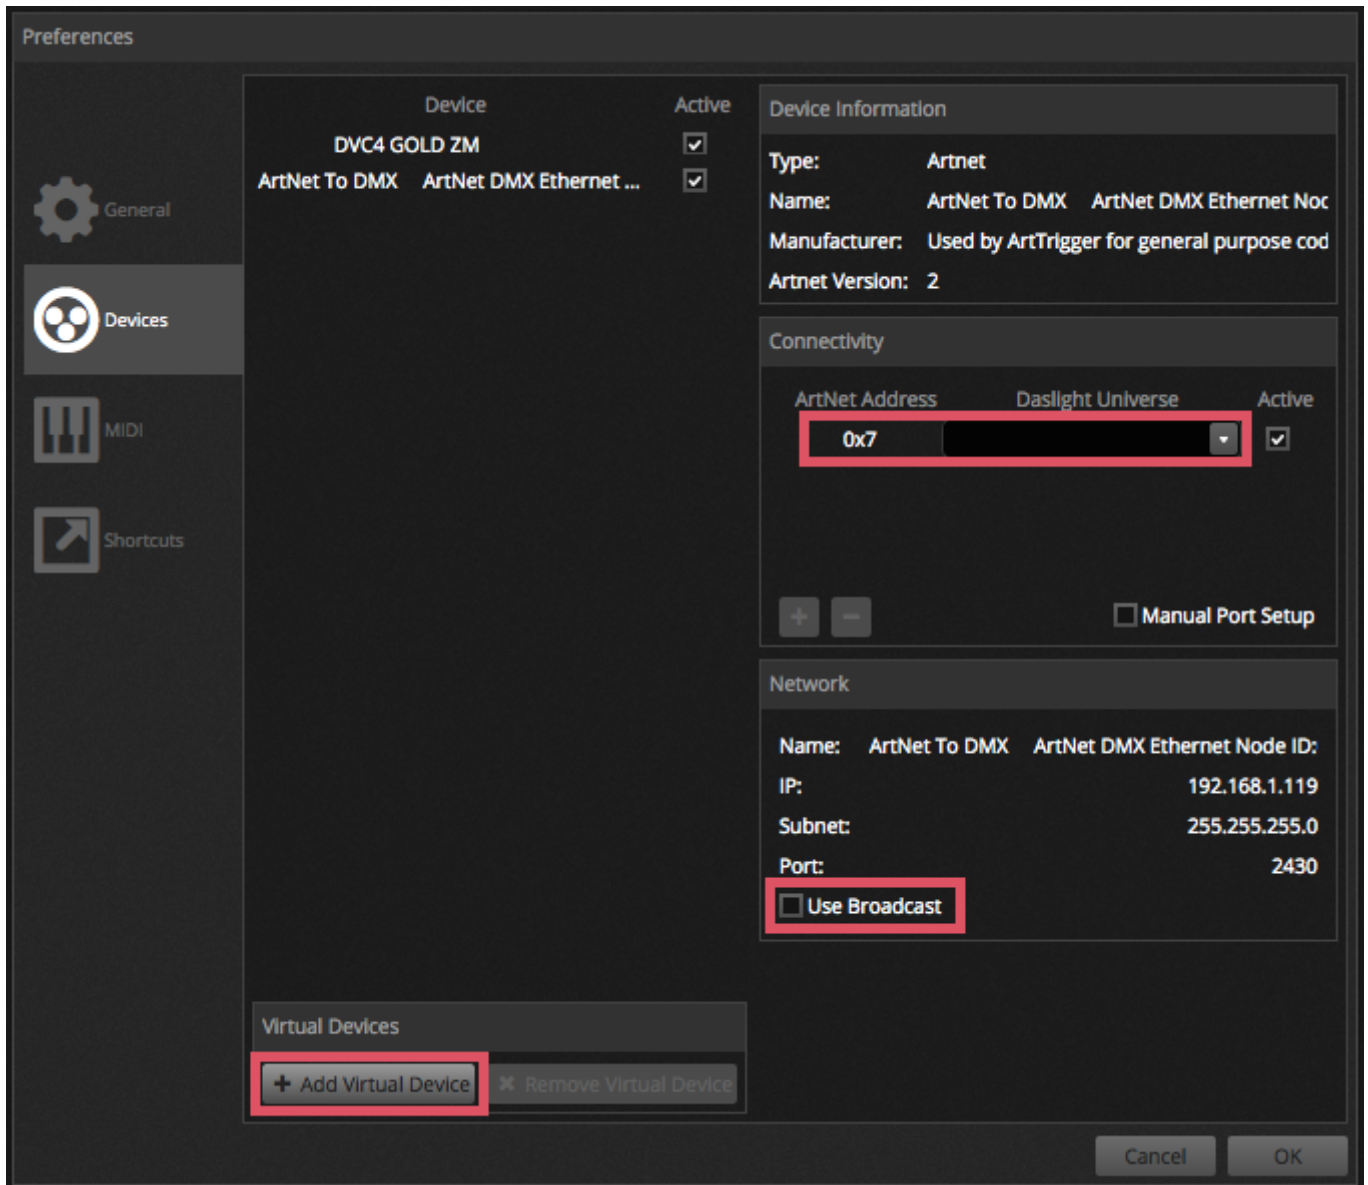 Preferences
General
Devices
MIDI
Shortcuts
Device Active
DVC4 GOLD ZM
ArtNet To DMX ArtNet DMX Ethernet ...
Virtual Devices
+ Add Virtual Device ✖ Remove Virtual Device
Device Information
Type: Artnet
Name: ArtNet To DMX ArtNet DMX Ethernet Noc
Manufacturer: Used by ArtTrigger for general purpose cod
Artnet Version: 2
Connectivity
ArtNet Address Daslight Universe Active
0x7
Manual Port Setup
Network
Name: ArtNet To DMX ArtNet DMX Ethernet Node ID:
IP: 192.168.1.119
Subnet: 255.255.255.0
Port: 2430
Use Broadcast
Cancel OK